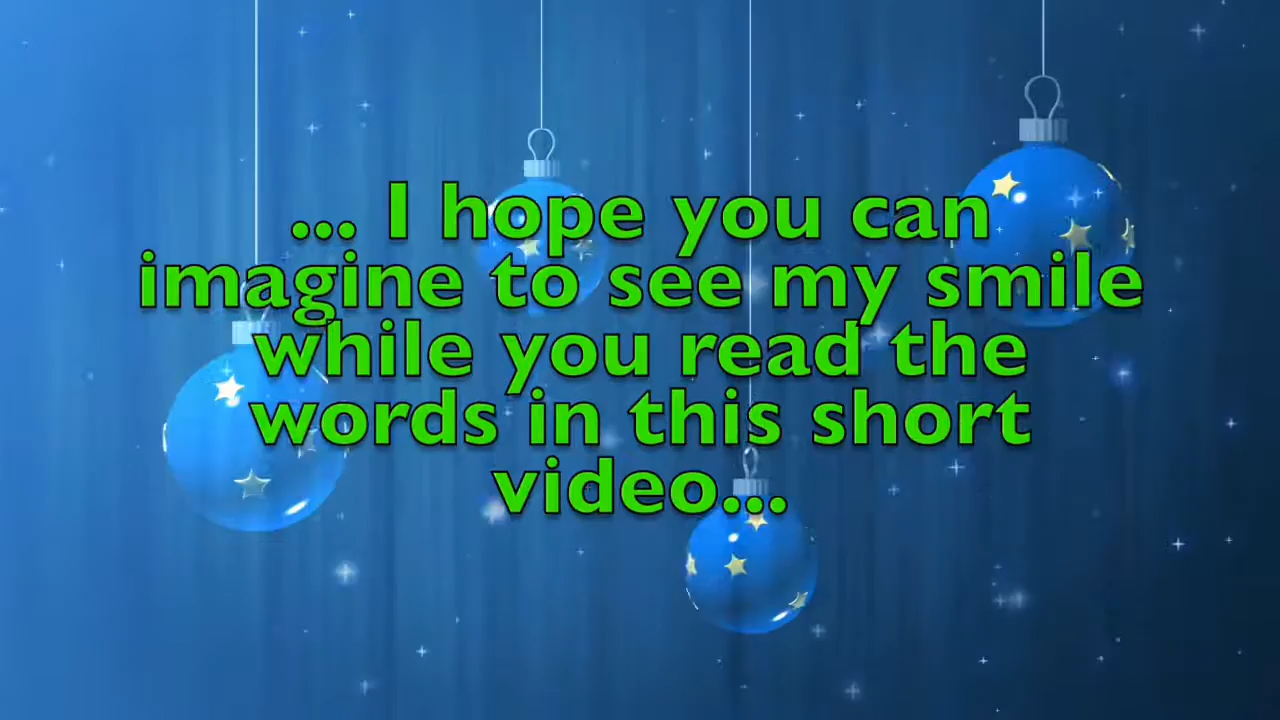 ... I hope you can
imagine to see my smile
while you read the
words in this short
video...